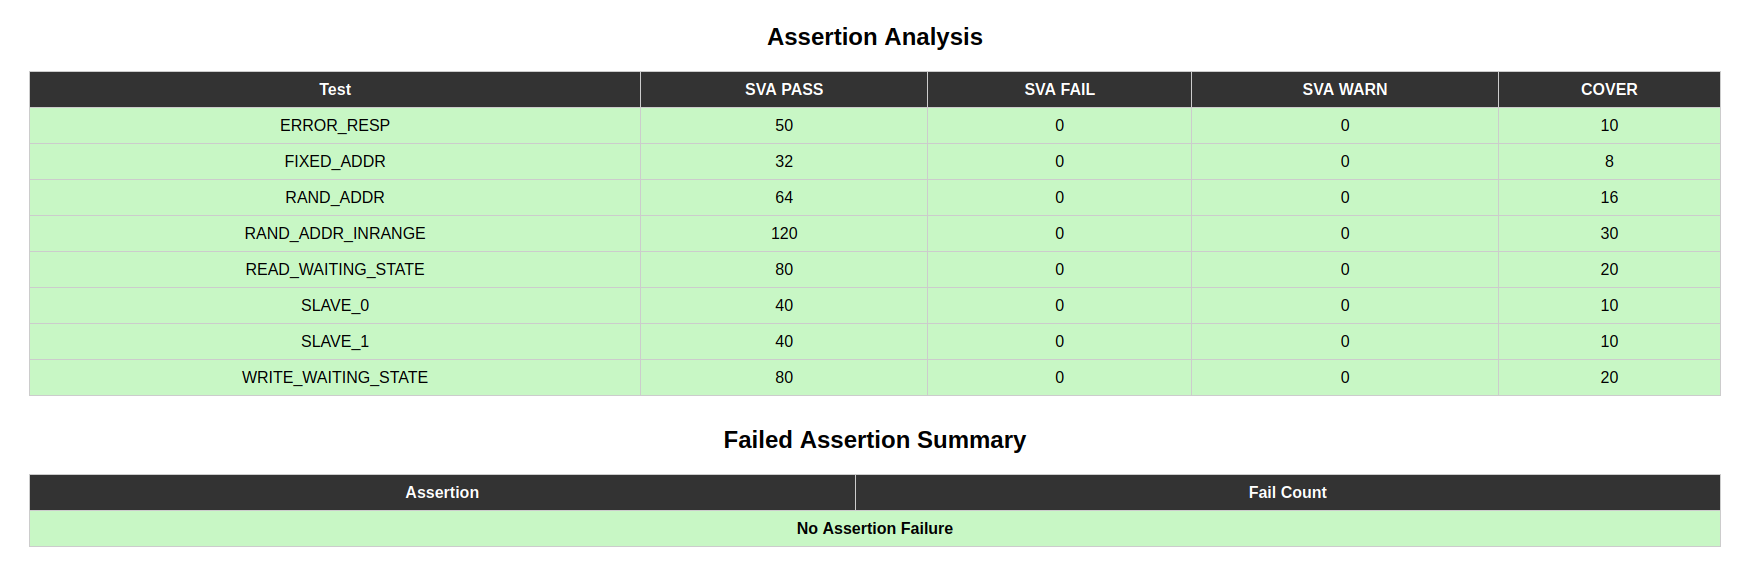 Assertion Analysis
Test SVA PASS SVA FAIL SVA WARN COVER
ERROR_RESP 50 0 0 10
FIXED_ADDR 32 0 0 8
RAND_ADDR 64 0 0 16
RAND_ADDR_INRANGE 120 0 0 30
READ_WAITING_STATE 80 0 0 20
SLAVE_0 40 0 0 10
SLAVE_1 40 0 0 10
WRITE_WAITING_STATE 80 0 0 20
Failed Assertion Summary
Assertion Fail Count
No Assertion Failure